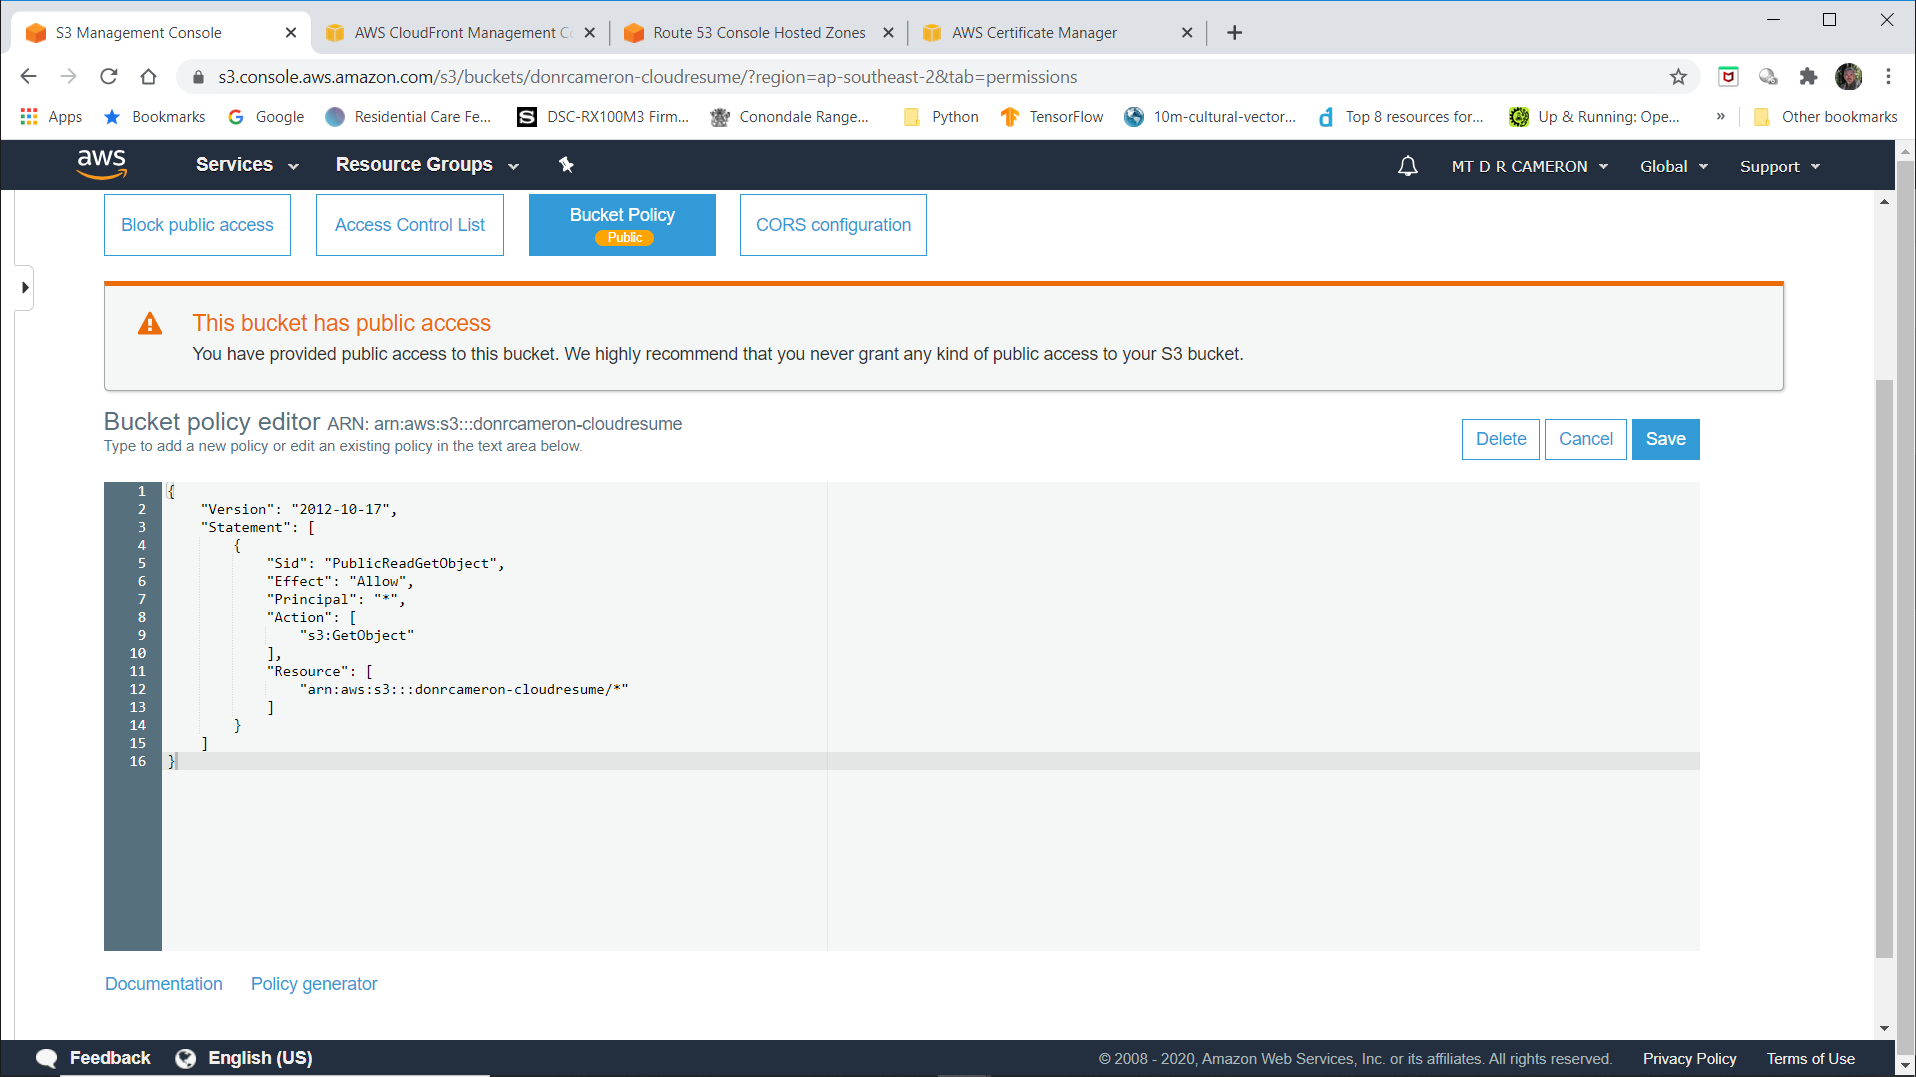 S3 Management Console
AWS CloudFront Management Co
Route 53 Console Hosted Zones
AWS Certificate Manager
s3.console.aws.amazon.com/s3/buckets/donrcameron-cloudresume/?region=ap-southeast-2&tab=permissions
Apps Bookmarks Google Residential Care Fe... S DSC-RX100M3 Firm... Conondale Range... Python TensorFlow 10m-cultural-vector... d Top 8 resources for... Up & Running: Ope... » Other bookmarks
aws Services Resource Groups MT D R CAMERON Global Support
Block public access Access Control List Bucket Policy CORS configuration
Public
This bucket has public access
You have provided public access to this bucket. We highly recommend that you never grant any kind of public access to your S3 bucket.
Bucket policy editor ARN: arn:aws:s3:::donrcameron-cloudresume
Type to add a new policy or edit an existing policy in the text area below.
Delete Cancel Save
1 {
2 "Version": "2012-10-17",
3 "Statement": [
4 {
5 "Sid": "PublicReadGetObject",
6 "Effect": "Allow",
7 "Principal": "*",
8 "Action": [
9 "s3:GetObject"
10 ],
11 "Resource": [
12 "arn:aws:s3:::donrcameron-cloudresume/*"
13 ]
14 }
15 ]
16 }
Documentation Policy generator
Feedback English (US) © 2008 - 2020, Amazon Web Services, Inc. or its affiliates. All rights reserved. Privacy Policy Terms of Use